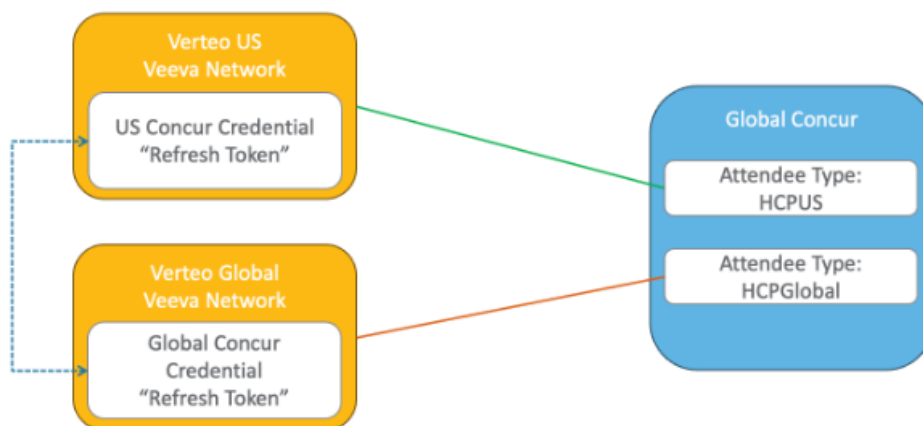 Verteo US
Veeva Network
US Concur Credential
“Refresh Token”
Global Concur
Attendee Type:
HCPUS
Attendee Type:
HCPGlobal
Verteo Global
Veeva Network
Global Concur
Credential
“Refresh Token”